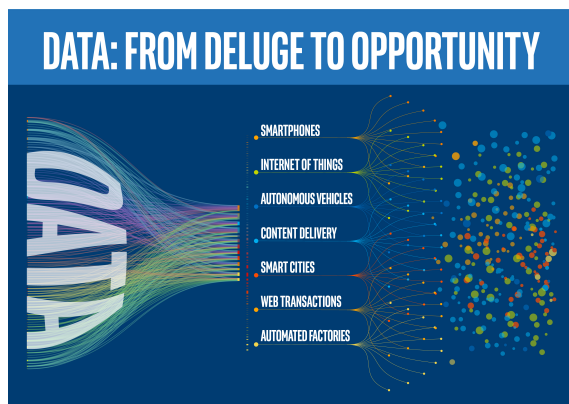 DATA: FROM DELUGE TO OPPORTUNITY
DATA
SMARTPHONES
INTERNET OF THINGS
AUTONOMOUS VEHICLES
CONTENT DELIVERY
SMART CITIES
WEB TRANSACTIONS
AUTOMATED FACTORIES